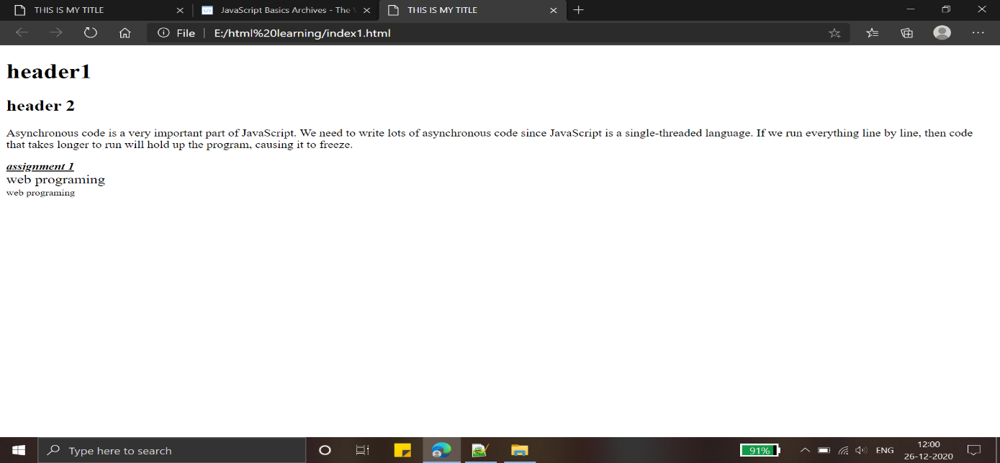 THIS IS MY TITLE
JavaScript Basics Archives - The
THIS IS MY TITLE
File
E:/html%20learning/index1.html
header1
header 2
Asynchronous code is a very important part of JavaScript. We need to write lots of asynchronous code since JavaScript is a single-threaded language. If we run everything line by line, then code
that takes longer to run will hold up the program, causing it to freeze.
assignment 1
web programing
web programing
Type here to search
91%
ENG
12:00
26-12-2020